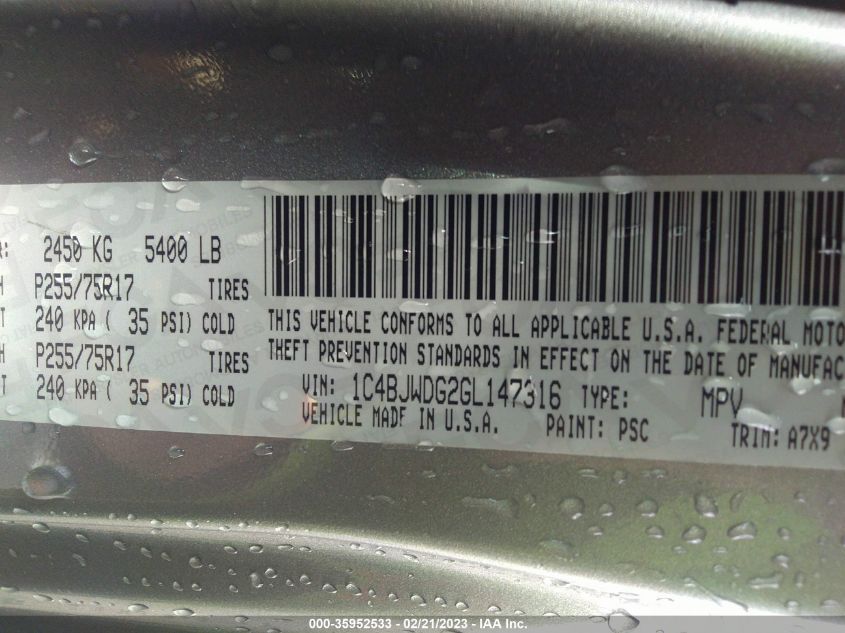 R: 2450 KG 5400 LB
H P255/75R17 TIRES
T 240 KPA ( 35 PSI) COLD
H P255/75R17 TIRES
T 240 KPA ( 35 PSI) COLD
THIS VEHICLE CONFORMS TO ALL APPLICABLE U.S.A. FEDERAL MOTO
THEFT PREVENTION STANDARDS IN EFFECT ON THE DATE OF MANUFAC
VIN: 1C4BJWDG2GL147316 TYPE: MPV
VEHICLE MADE IN U.S.A. PAINT: PSC TRIM: A7X9
000-35952533 - 02/21/2023 - IAA Inc.